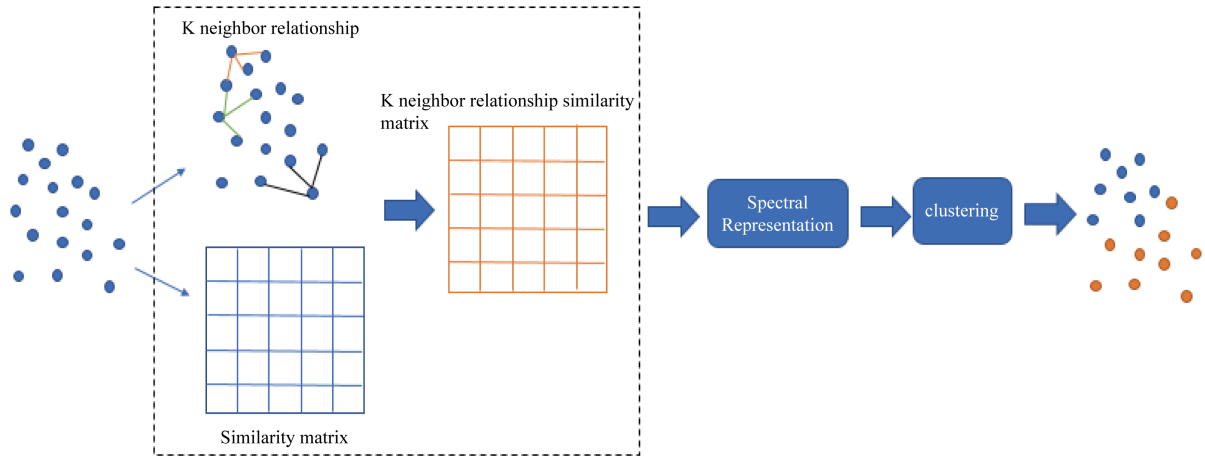 K neighbor relationship
K neighbor relationship similarity
matrix
Similarity matrix
Spectral
Representation
clustering